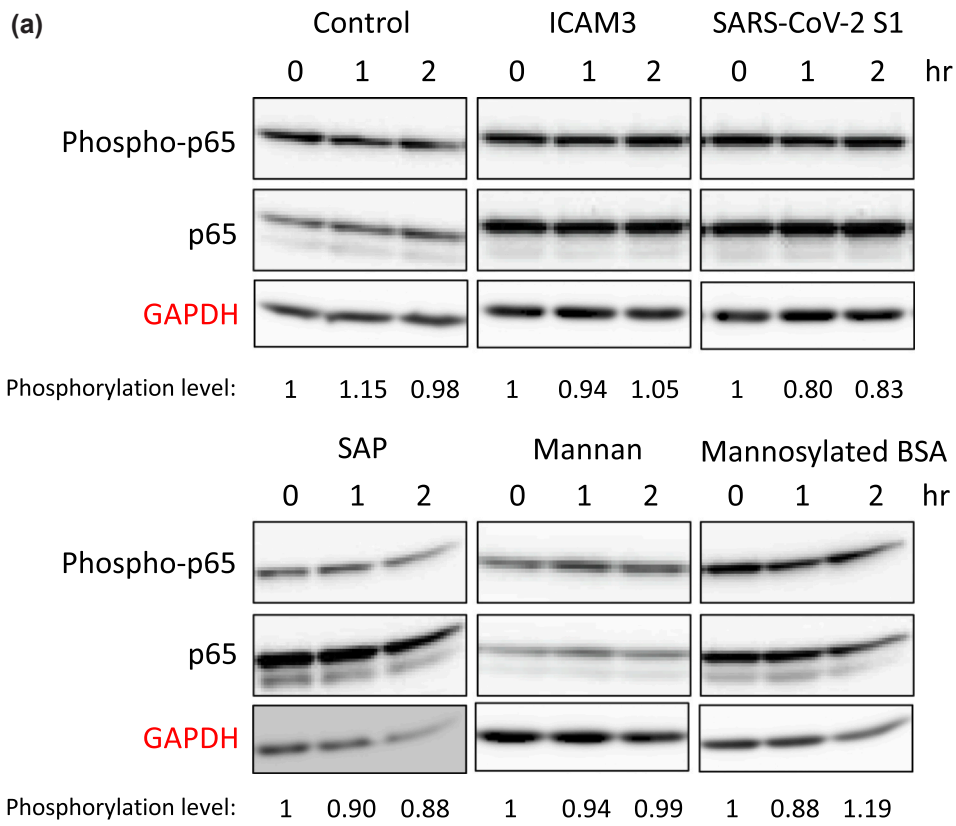 (a)
Control ICAM3 SARS-CoV-2 S1
0 1 2 0 1 2 0 1 2 hr
Phospho-p65
p65
GAPDH
Phosphorylation level: 1 1.15 0.98 1 0.94 1.05 1 0.80 0.83
SAP Mannan Mannosylated BSA
0 1 2 0 1 2 0 1 2 hr
Phospho-p65
p65
GAPDH
Phosphorylation level: 1 0.90 0.88 1 0.94 0.99 1 0.88 1.19